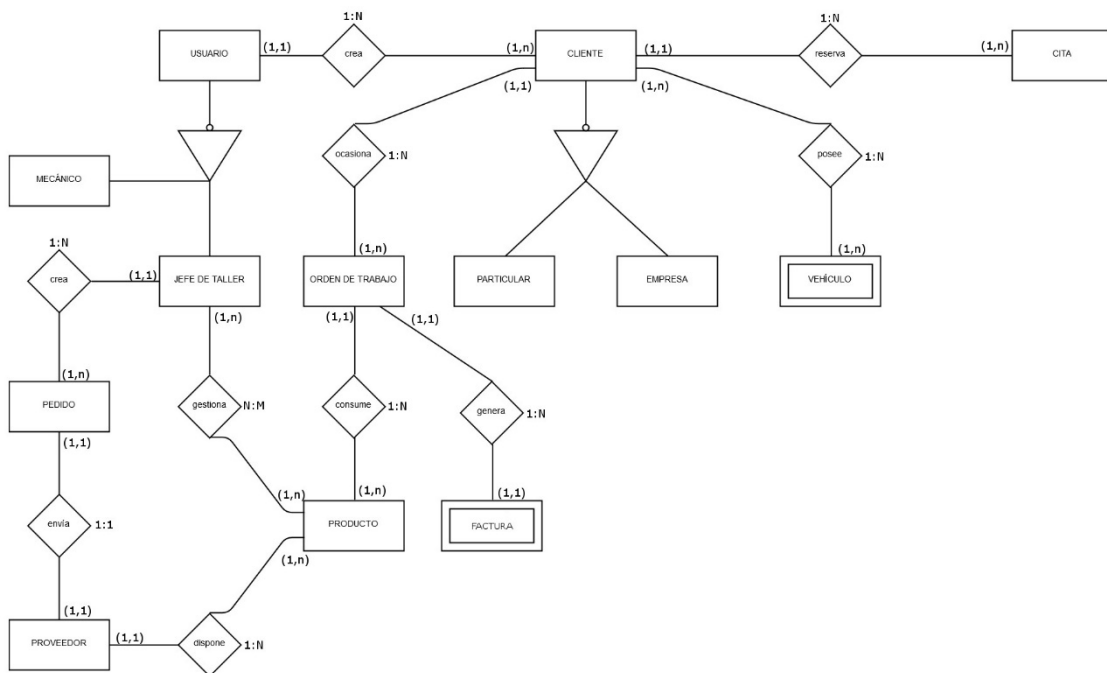 1:N
1:N
USUARIO
(1,1)
crea
(1,n)
CLIENTE
(1,1)
reserva
(1,n)
CITA
(1,1)
(1,n)
ocasiona
1:N
posee
1:N
MECÁNICO
1:N
(1,n)
(1,n)
crea
(1,1)
JEFE DE TALLER
ORDEN DE TRABAJO
PARTICULAR
EMPRESA
VEHÍCULO
(1,n)
(1,1)
(1,1)
(1,n)
PEDIDO
gestiona
N:M
consume
1:N
genera
1:N
(1,1)
(1,n)
(1,n)
(1,1)
envía
1:1
PRODUCTO
FACTURA
(1,n)
(1,1)
PROVEEDOR
(1,1)
dispone
1:N